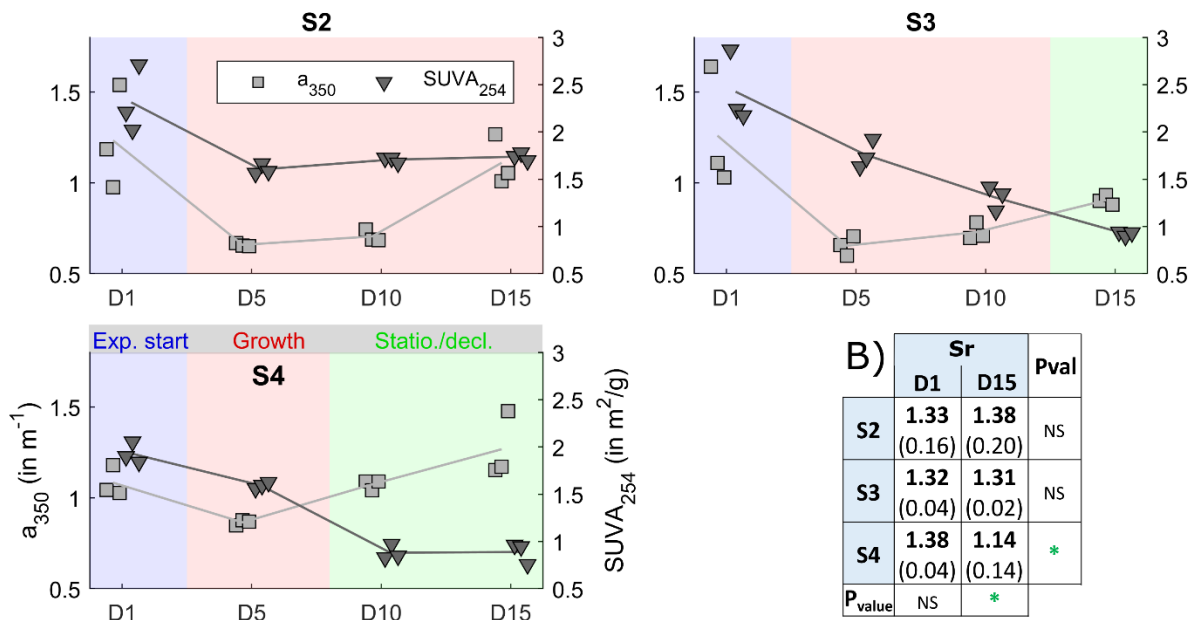 S2
S3
a350
SUVA254
3
2.5
2
1.5
1
0.5
1.5
1
0.5
D1
D5
D10
D15
3
2.5
2
1.5
1
0.5
1.5
1
0.5
D1
D5
D10
D15
Exp. start
Growth
Statio./decl.
S4
a350 (in m-1)
SUVA254 (in m2/g)
3
2.5
2
1.5
1
0.5
1.5
1
0.5
D1
D5
D10
D15
B)
Sr
Pval
D1
D15
S2
1.33
1.38
NS
(0.16)
(0.20)
S3
1.32
1.31
NS
(0.04)
(0.02)
S4
1.38
1.14
*
(0.04)
(0.14)
Pvalue
NS
*